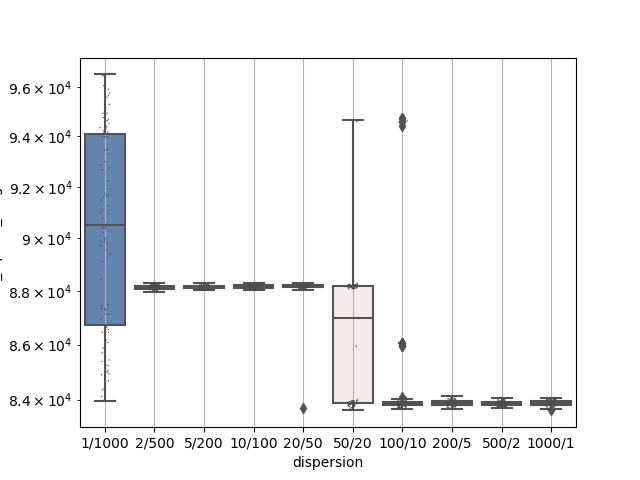 9.6 × 10⁴
9.4 × 10⁴
9.2 × 10⁴
9 × 10⁴
8.8 × 10⁴
8.6 × 10⁴
8.4 × 10⁴
1/1000 2/500 5/200 10/100 20/50 50/20 100/10 200/5 500/2 1000/1
dispersion